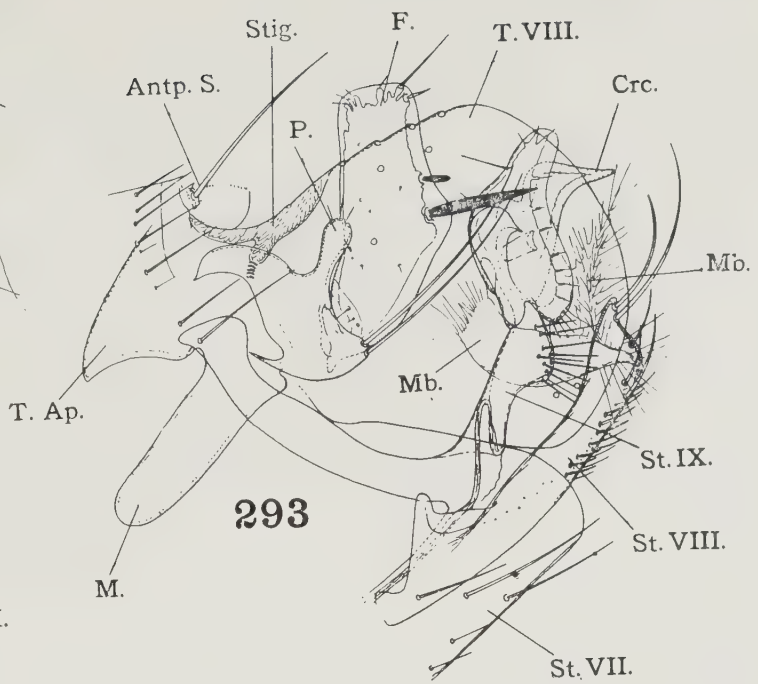 Stig.
F.
T. VIII.
Antp. S.
P.
Crc.
Mb.
Mb.
T. Ap.
St. IX.
293
St. VIII.
M.
St. VII.